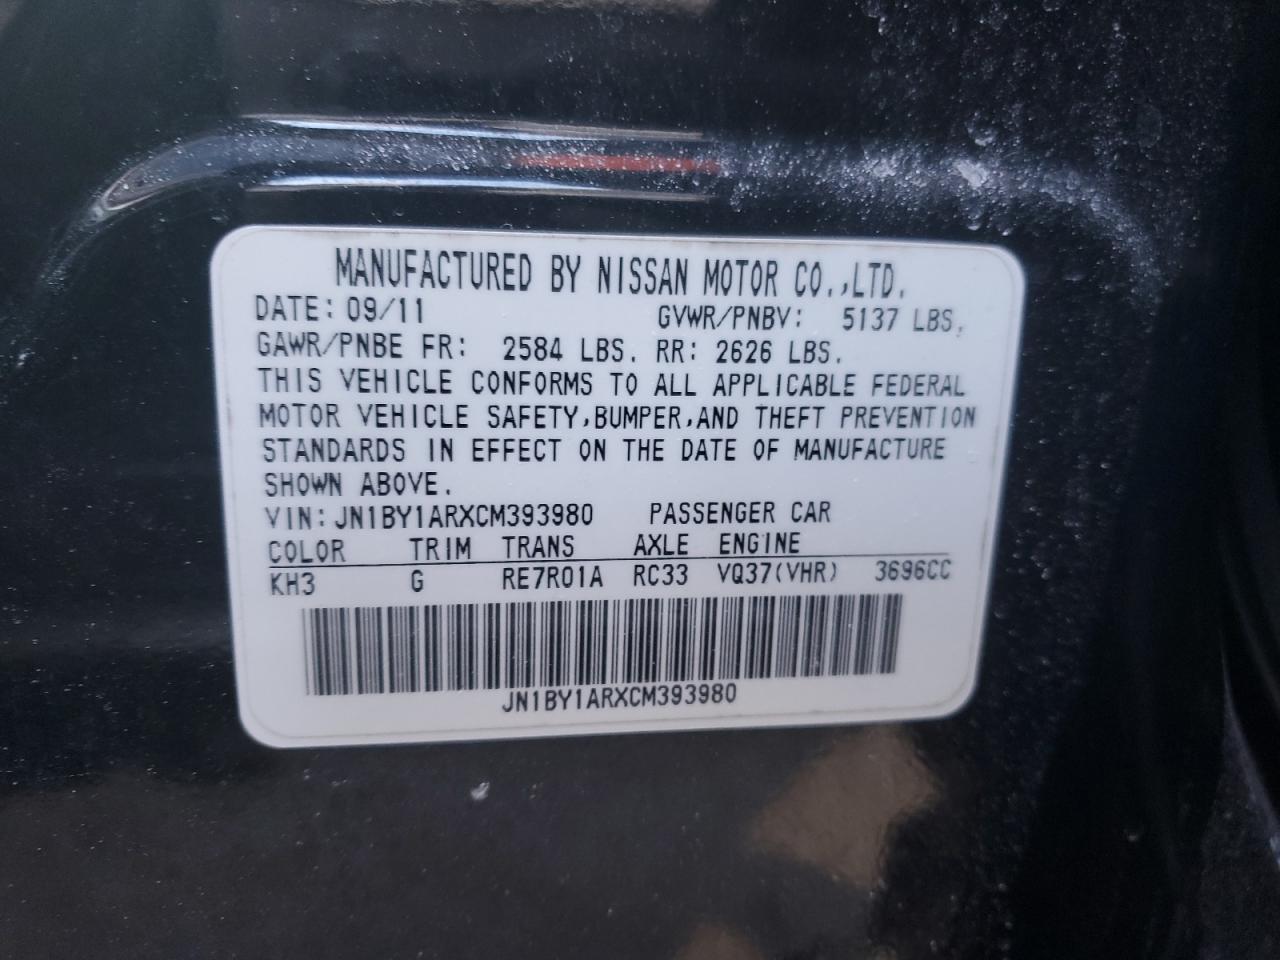 MANUFACTURED BY NISSAN MOTOR CO.,LTD.
DATE: 09/11 GVWR/PNBV: 5137 LBS.
GAWR/PNBE FR: 2584 LBS. RR: 2626 LBS.
THIS VEHICLE CONFORMS TO ALL APPLICABLE FEDERAL
MOTOR VEHICLE SAFETY,BUMPER,AND THEFT PREVENTION
STANDARDS IN EFFECT ON THE DATE OF MANUFACTURE
SHOWN ABOVE.
VIN: JN1BY1ARXCM393980 PASSENGER CAR
COLOR TRIM TRANS AXLE ENGINE
KH3 G RE7R01A RC33 VQ37(VHR) 3696CC
JN1BY1ARXCM393980